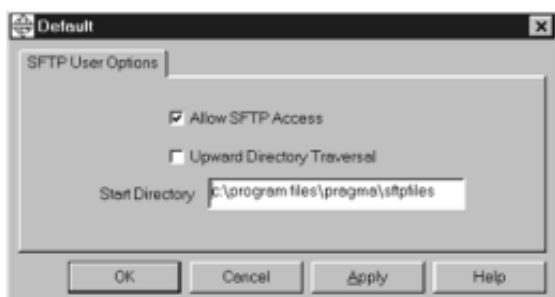 Default
SFTP User Options
Allow SFTP Access
Upward Directory Traversal
Start Directory c:\program files\pragma\sftpfiles
OK Cancel Apply Help